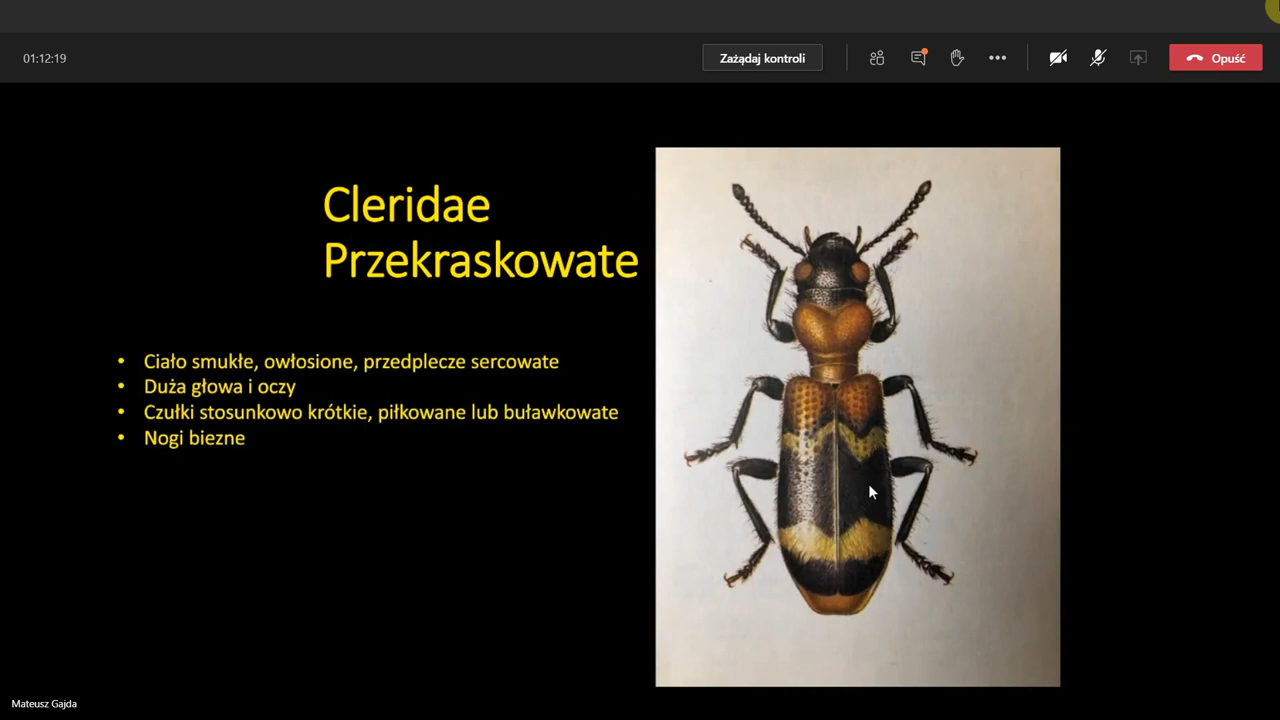 01:12:19
Zażądaj kontroli
Opuść
Cleridae
Przekraskowate
• Ciało smukłe, owłosione, przedplecze sercowate
• Duża głowa i oczy
• Czułki stosunkowo krótkie, piłkowane lub buławkowate
• Nogi biezne
Mateusz Gajda